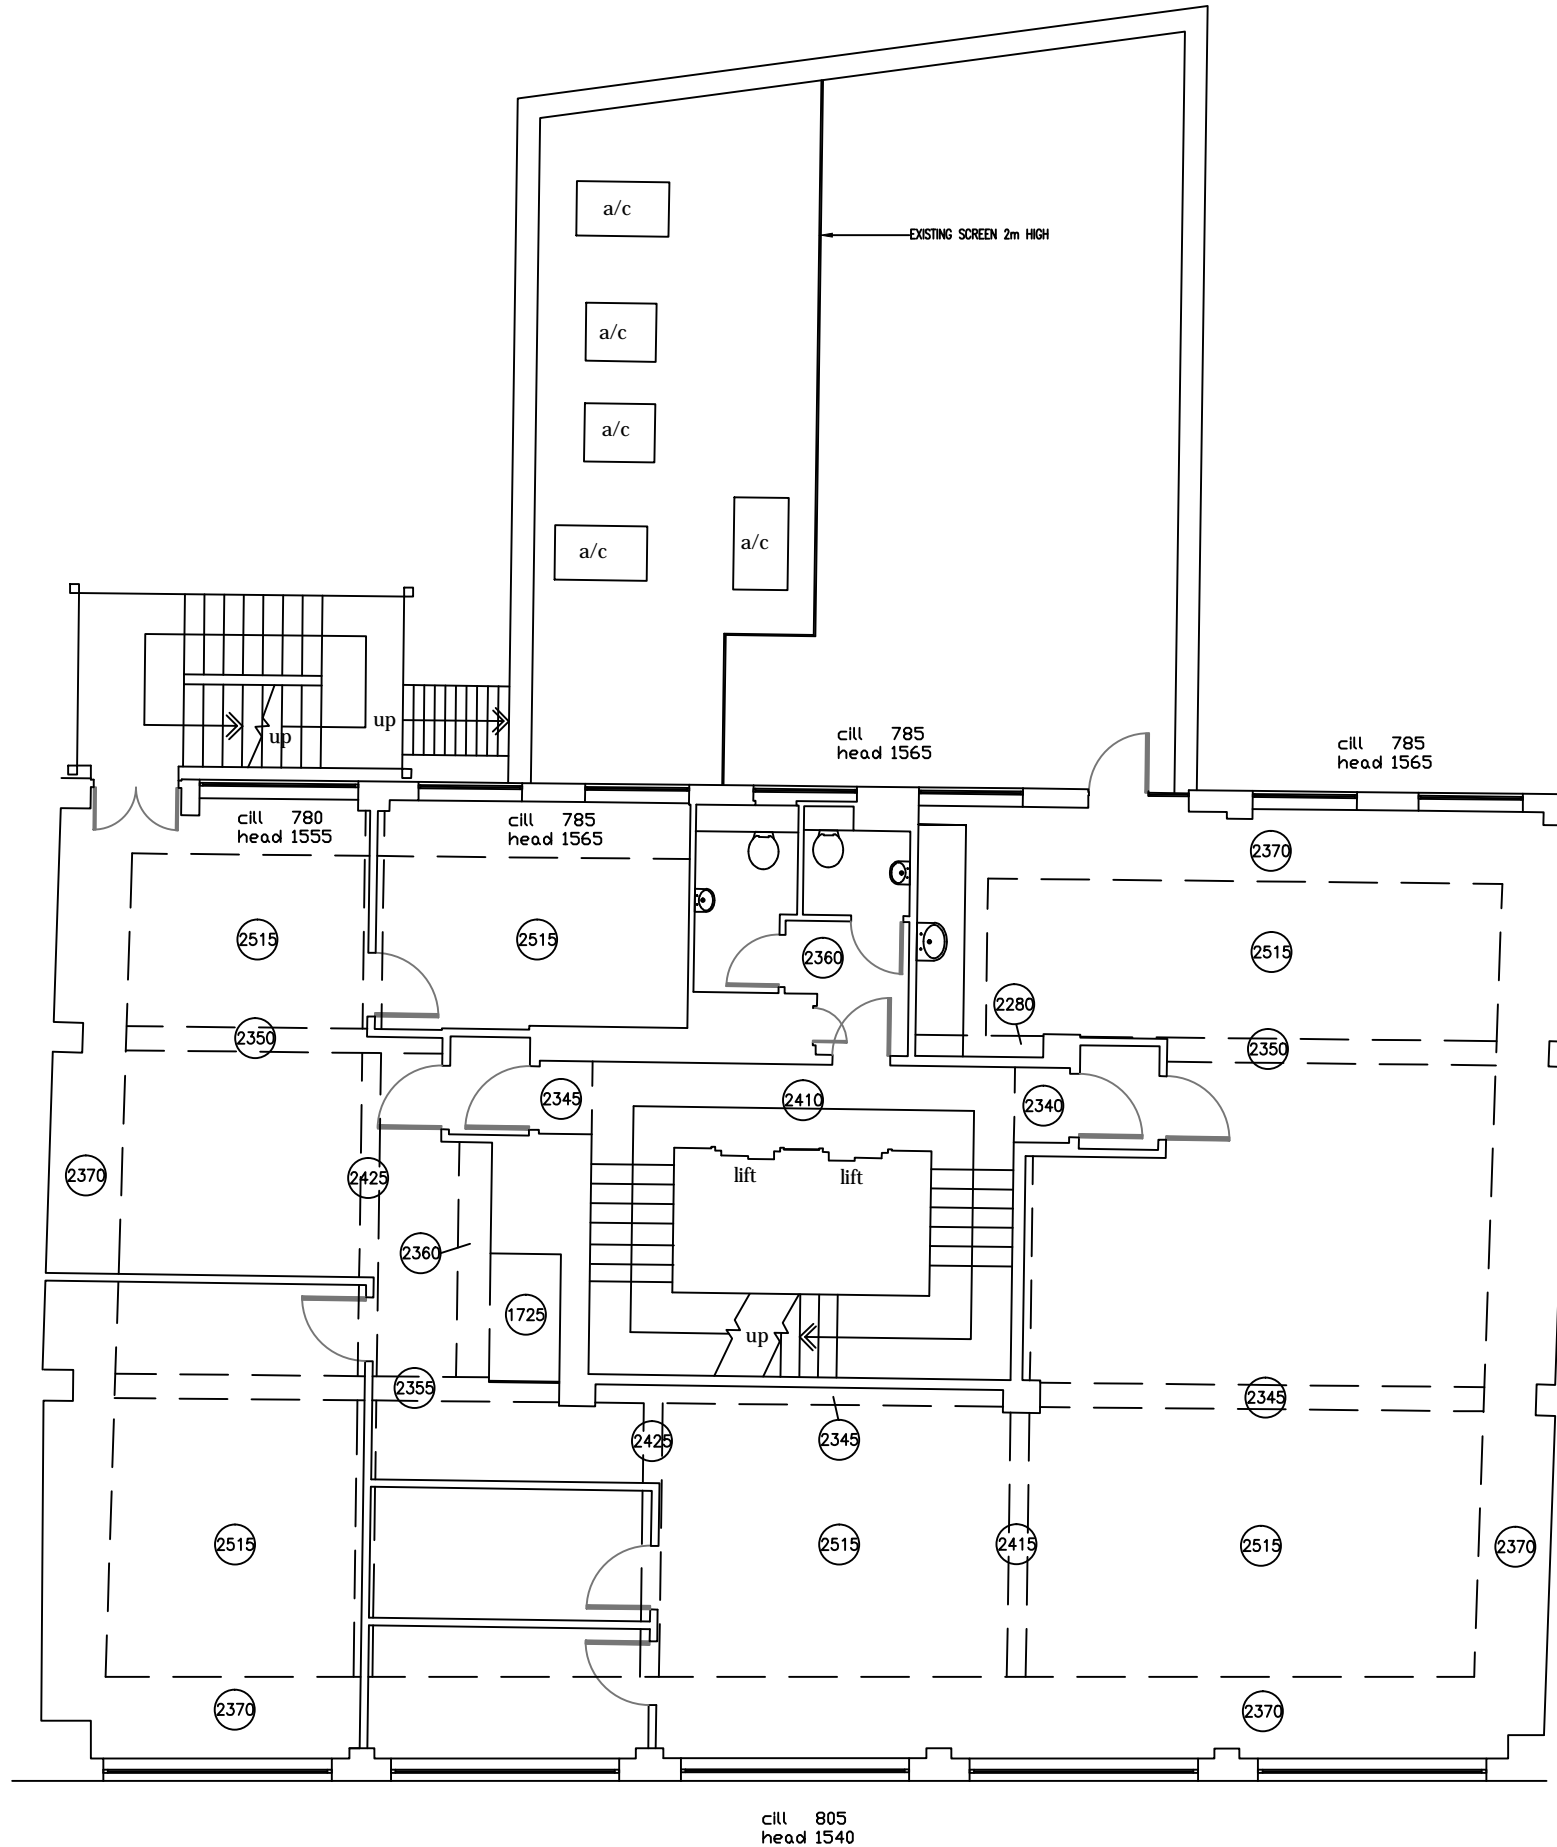 a/c
EXISTING SCREEN 2m HIGH
a/c
a/c
a/c
a/c
up
up
cill 785
head 1565
cill 785
head 1565
cill 780
head 1555
cill 785
head 1565
2370
2515
2515
2360
2515
2280
2350
2350
2345
2410
2340
2370
2425
lift
lift
2360
1725
up
2355
2345
2425
2345
2515
2515
2415
2515
2370
2370
2370
cill 805
head 1540